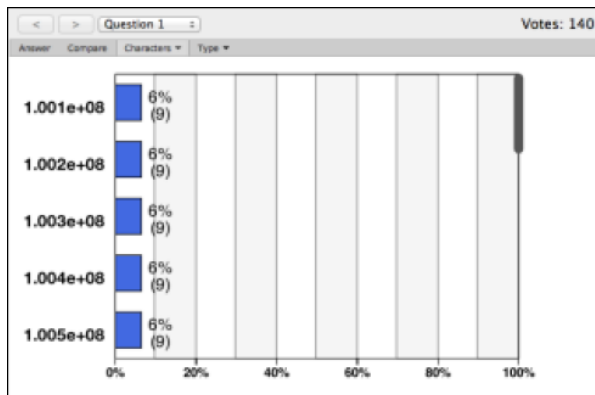 < > Question 1 Votes: 140
Answer Compare Characters Type
1.001e+08 6% (9)
1.002e+08 6% (9)
1.003e+08 6% (9)
1.004e+08 6% (9)
1.005e+08 6% (9)
0% 20% 40% 60% 80% 100%